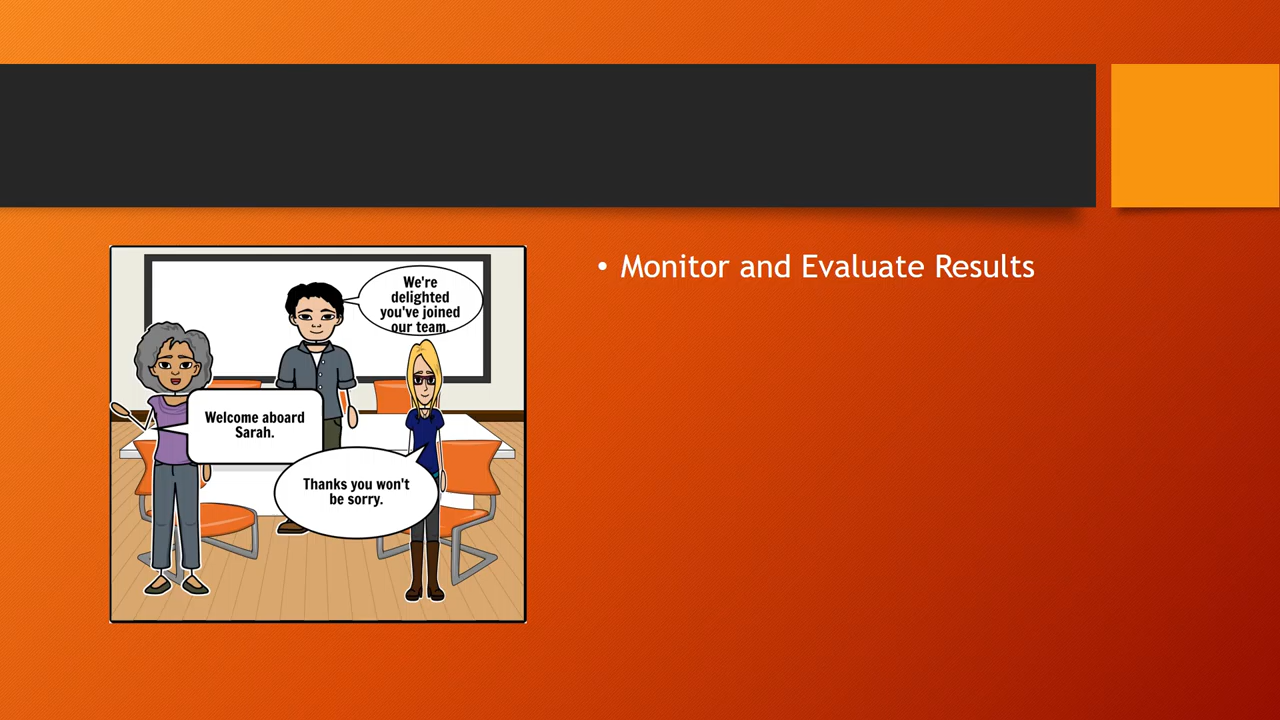 We're
delighted
you've joined
our team.
Welcome aboard
Sarah.
Thanks you won't
be sorry.
• Monitor and Evaluate Results